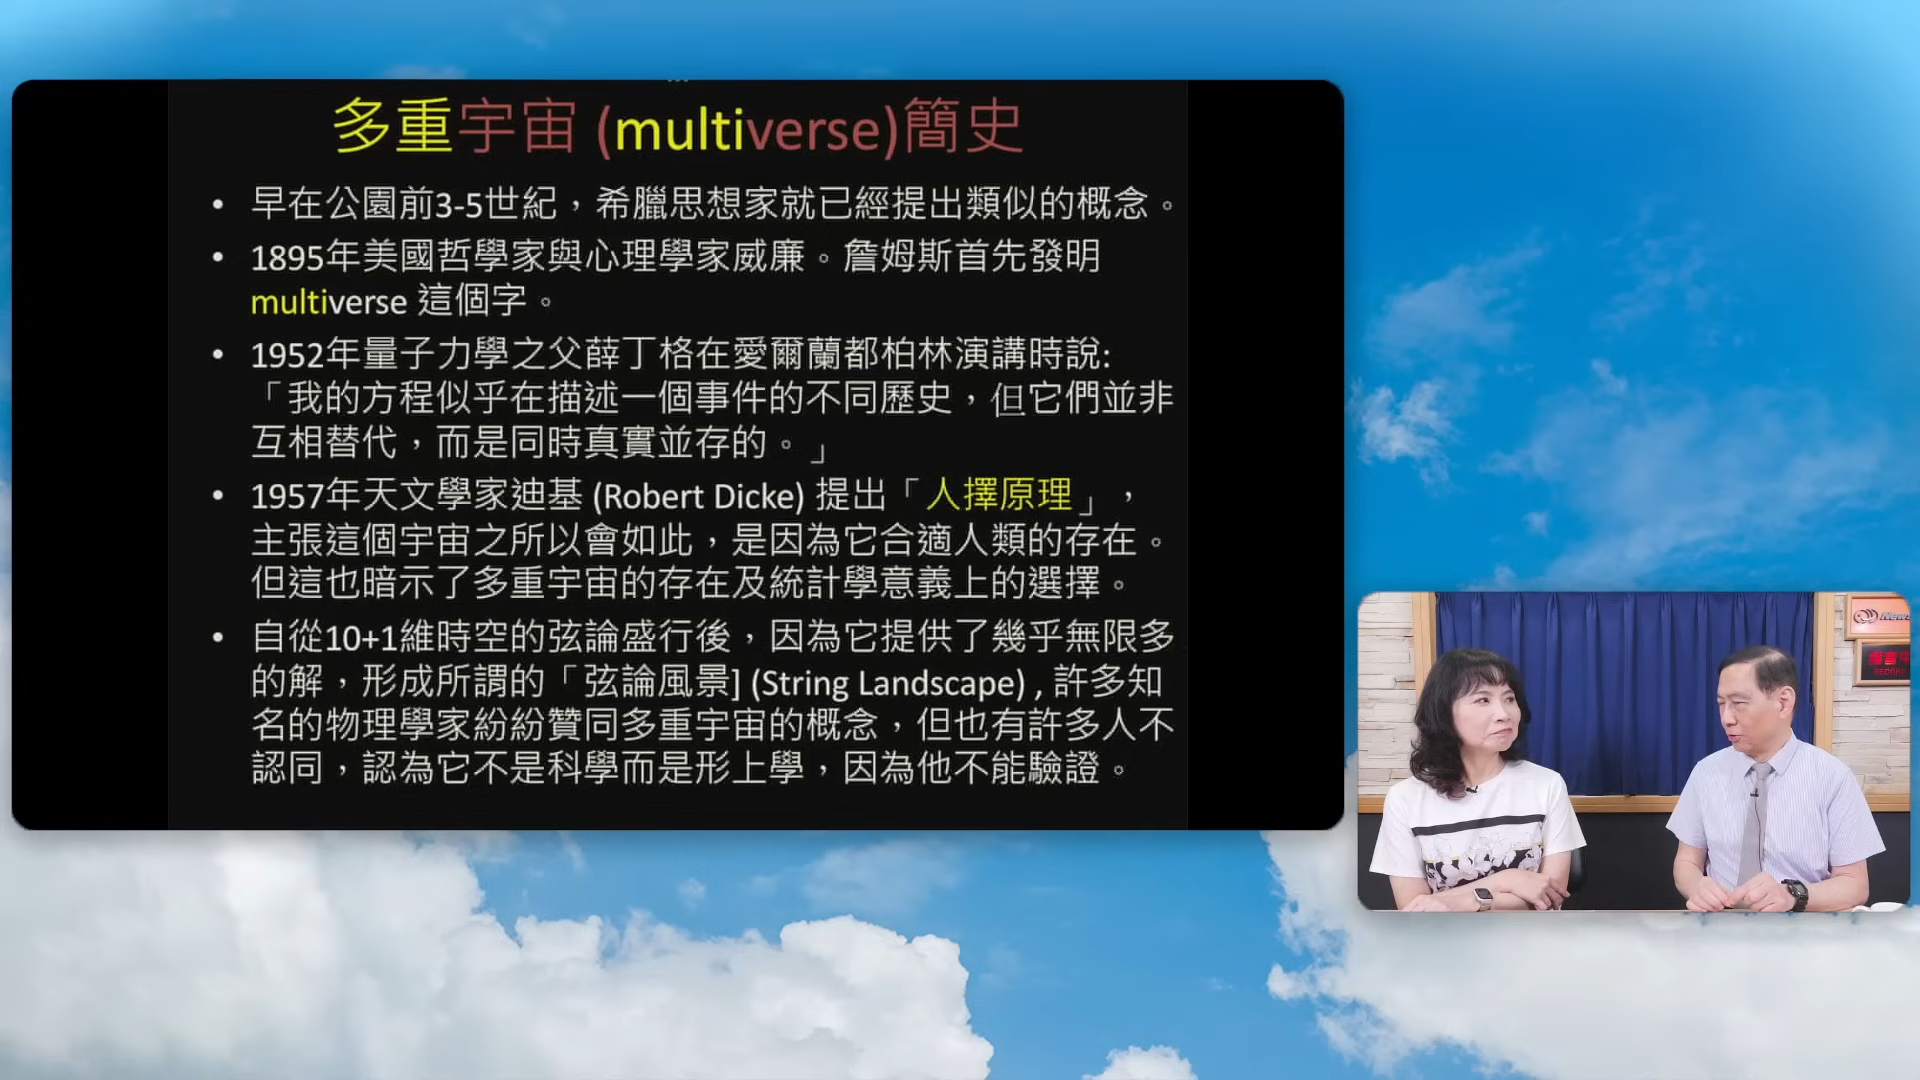 多重宇宙 (multiverse)簡史
• 早在公園前3-5世紀，希臘思想家就已經提出類似的概念。
• 1895年美國哲學家與心理學家威廉。詹姆斯首先發明
multiverse 這個字。
• 1952年量子力學之父薛丁格在愛爾蘭都柏林演講時說:
「我的方程似乎在描述一個事件的不同歷史，但它們並非
互相替代，而是同時真實並存的。」
• 1957年天文學家迪基 (Robert Dicke) 提出「人擇原理」，
主張這個宇宙之所以會如此，是因為它合適人類的存在。
但這也暗示了多重宇宙的存在及統計學意義上的選擇。
• 自從10+1維時空的弦論盛行後，因為它提供了幾乎無限多
的解，形成所謂的「弦論風景] (String Landscape) , 許多知
名的物理學家紛紛贊同多重宇宙的概念，但也有許多人不
認同，認為它不是科學而是形上學，因為他不能驗證。
News